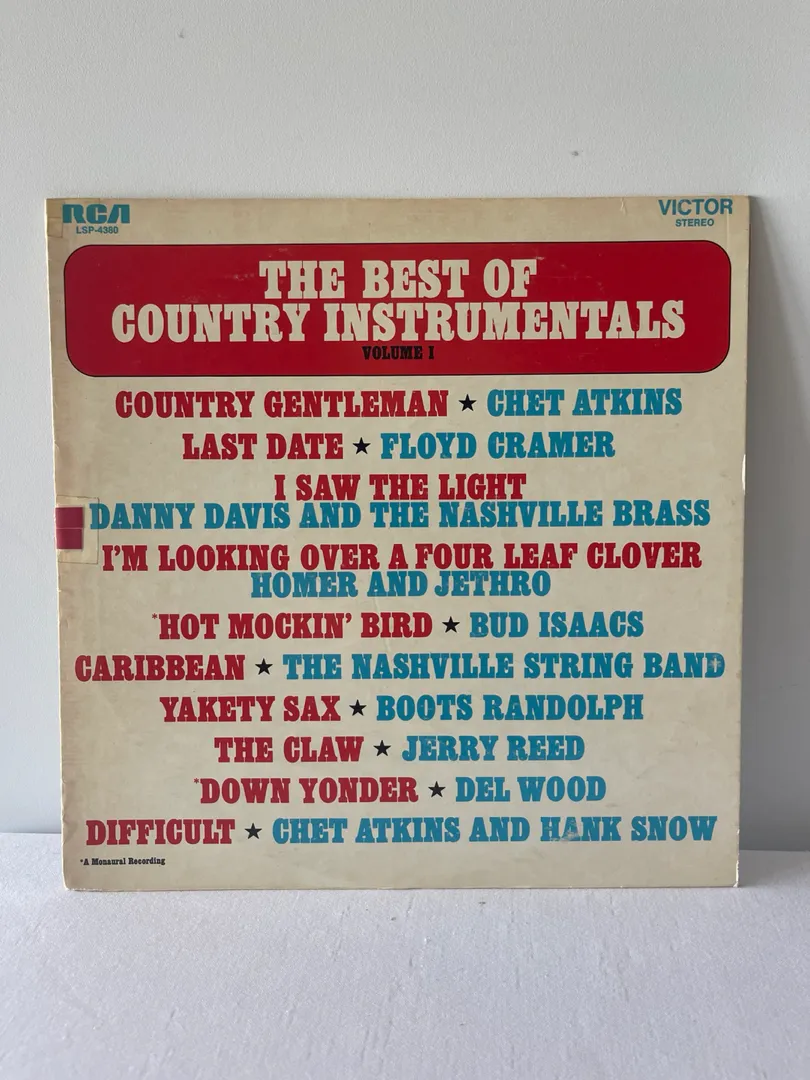 RCA VICTOR
LSP-4380 STEREO
THE BEST OF
COUNTRY INSTRUMENTALS
VOLUME I
COUNTRY GENTLEMAN ★ CHET ATKINS
LAST DATE ★ FLOYD CRAMER
I SAW THE LIGHT
DANNY DAVIS AND THE NASHVILLE BRASS
I'M LOOKING OVER A FOUR LEAF CLOVER
HOMER AND JETHRO
*HOT MOCKIN' BIRD ★ BUD ISAACS
CARIBBEAN ★ THE NASHVILLE STRING BAND
YAKETY SAX ★ BOOTS RANDOLPH
THE CLAW ★ JERRY REED
*DOWN YONDER ★ DEL WOOD
DIFFICULT ★ CHET ATKINS AND HANK SNOW
*A Monaural Recording